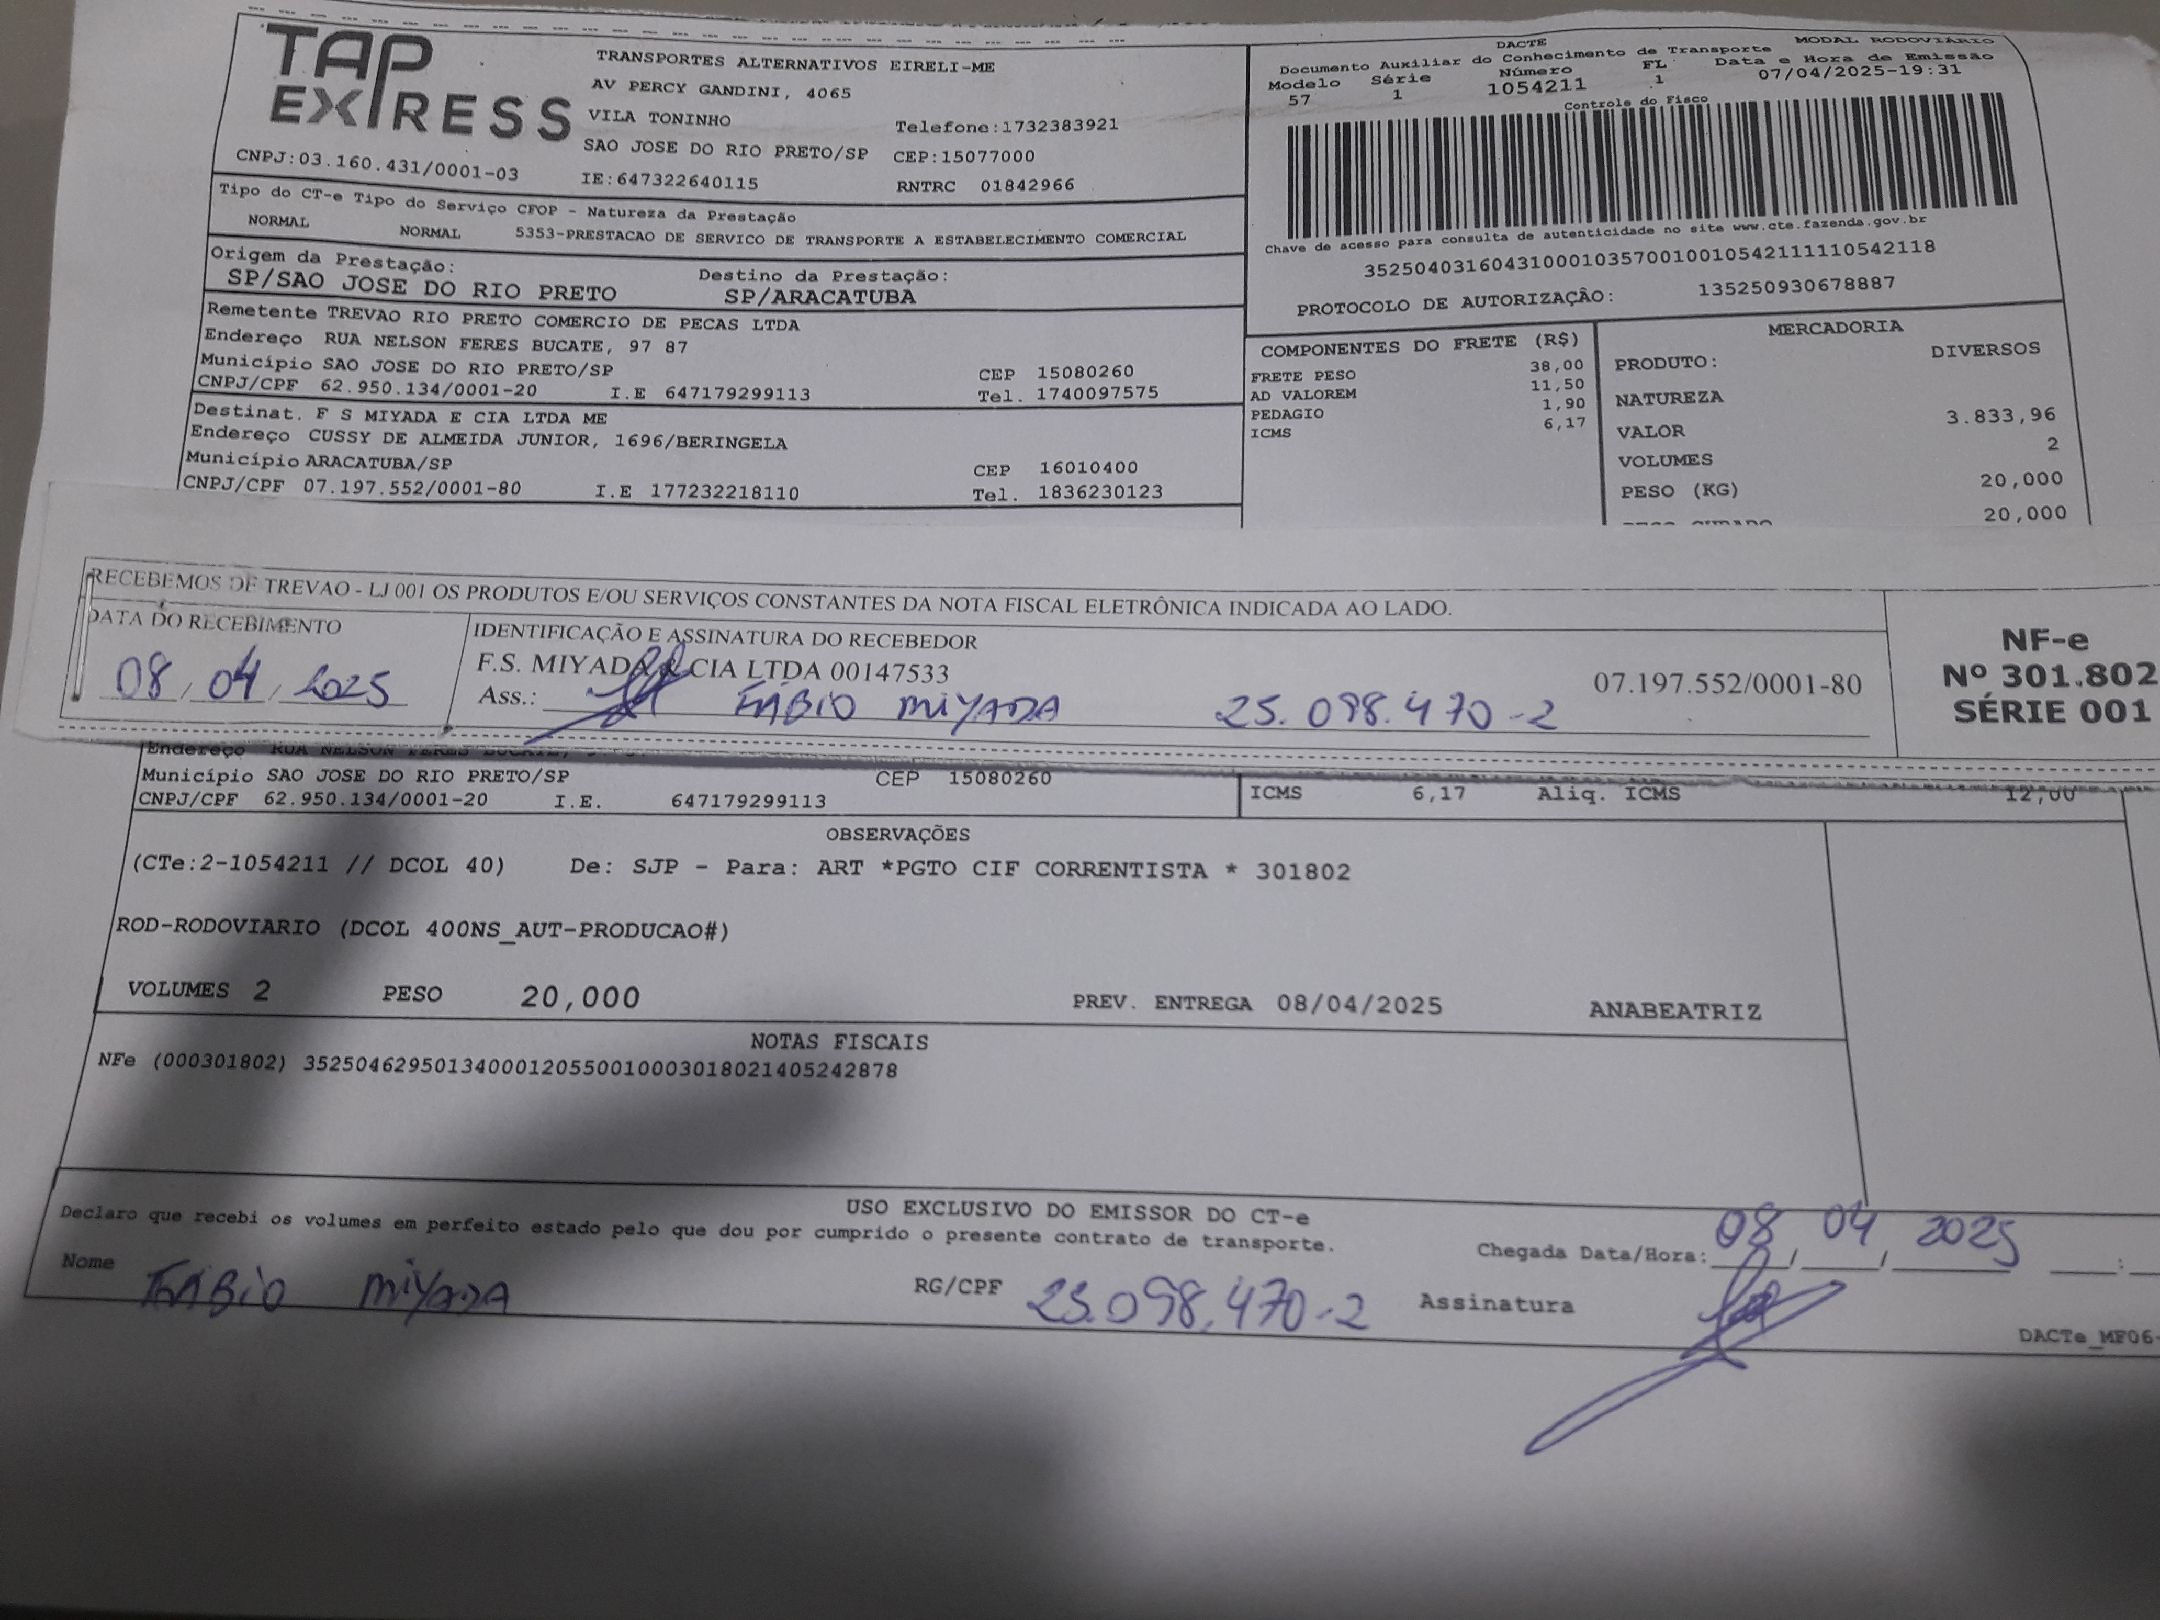 TAP EXPRESS
TRANSPORTES ALTERNATIVOS EIRELI-ME
AV PERCY GANDINI, 4065
VILA TONINHO Telefone:1732383921
SAO JOSE DO RIO PRETO/SP CEP:15077000
CNPJ:03.160.431/0001-03 IE:647322640115 RNTRC 01842966
DACTE MODAL RODOVIÁRIO
Documento Auxiliar do Conhecimento de Transporte
Modelo Série Número FL Data e Hora de Emissão
57 1 1054211 1 07/04/2025-19:31
Controle do Fisco
Chave de acesso para consulta de autenticidade no site www.cte.fazenda.gov.br
35250403160431000103570010010542111110542118
PROTOCOLO DE AUTORIZAÇÃO: 135250930678887
Tipo do CT-e Tipo do Serviço CFOP - Natureza da Prestação
NORMAL NORMAL 5353-PRESTACAO DE SERVICO DE TRANSPORTE A ESTABELECIMENTO COMERCIAL
Origem da Prestação: Destino da Prestação:
SP/SAO JOSE DO RIO PRETO SP/ARACATUBA
Remetente TREVAO RIO PRETO COMERCIO DE PECAS LTDA
Endereço RUA NELSON FERES BUCATE, 97 87
Município SAO JOSE DO RIO PRETO/SP CEP 15080260
CNPJ/CPF 62.950.134/0001-20 I.E 647179299113 Tel. 1740097575
Destinat. F S MIYADA E CIA LTDA ME
Endereço CUSSY DE ALMEIDA JUNIOR, 1696/BERINGELA
Município ARACATUBA/SP CEP 16010400
CNPJ/CPF 07.197.552/0001-80 I.E 177232218110 Tel. 1836230123
COMPONENTES DO FRETE (R$)
FRETE PESO 38,00
AD VALOREM 11,50
PEDAGIO 1,90
ICMS 6,17
MERCADORIA
PRODUTO: DIVERSOS
NATUREZA
VALOR 3.833,96
VOLUMES 2
PESO (KG) 20,000
20,000
RECEBEMOS DE TREVAO - LJ 001 OS PRODUTOS E/OU SERVIÇOS CONSTANTES DA NOTA FISCAL ELETRÔNICA INDICADA AO LADO.
DATA DO RECEBIMENTO IDENTIFICAÇÃO E ASSINATURA DO RECEBEDOR
F.S. MIYADA & CIA LTDA 00147533 07.197.552/0001-80
08/04/2025 Ass.: FÁBIO MIYADA 25.098.470-2
NF-e
Nº 301.802
SÉRIE 001
Endereço RUA NELSON FERES
Município SAO JOSE DO RIO PRETO/SP CEP 15080260
CNPJ/CPF 62.950.134/0001-20 I.E. 647179299113
ICMS 6,17 Aliq. ICMS 12,00
OBSERVAÇÕES
(CTe:2-1054211 // DCOL 40) De: SJP - Para: ART *PGTO CIF CORRENTISTA * 301802
ROD-RODOVIARIO (DCOL 400NS_AUT-PRODUCAO#)
VOLUMES 2 PESO 20,000 PREV. ENTREGA 08/04/2025 ANABEATRIZ
NOTAS FISCAIS
NFe (000301802) 35250462950134000120550010003018021405242878
USO EXCLUSIVO DO EMISSOR DO CT-e
Declaro que recebi os volumes em perfeito estado pelo que dou por cumprido o presente contrato de transporte.
Chegada Data/Hora: 08/04/2025 :
Nome FÁBIO MIYADA RG/CPF 25.098.470-2 Assinatura
DACTe_MF06-